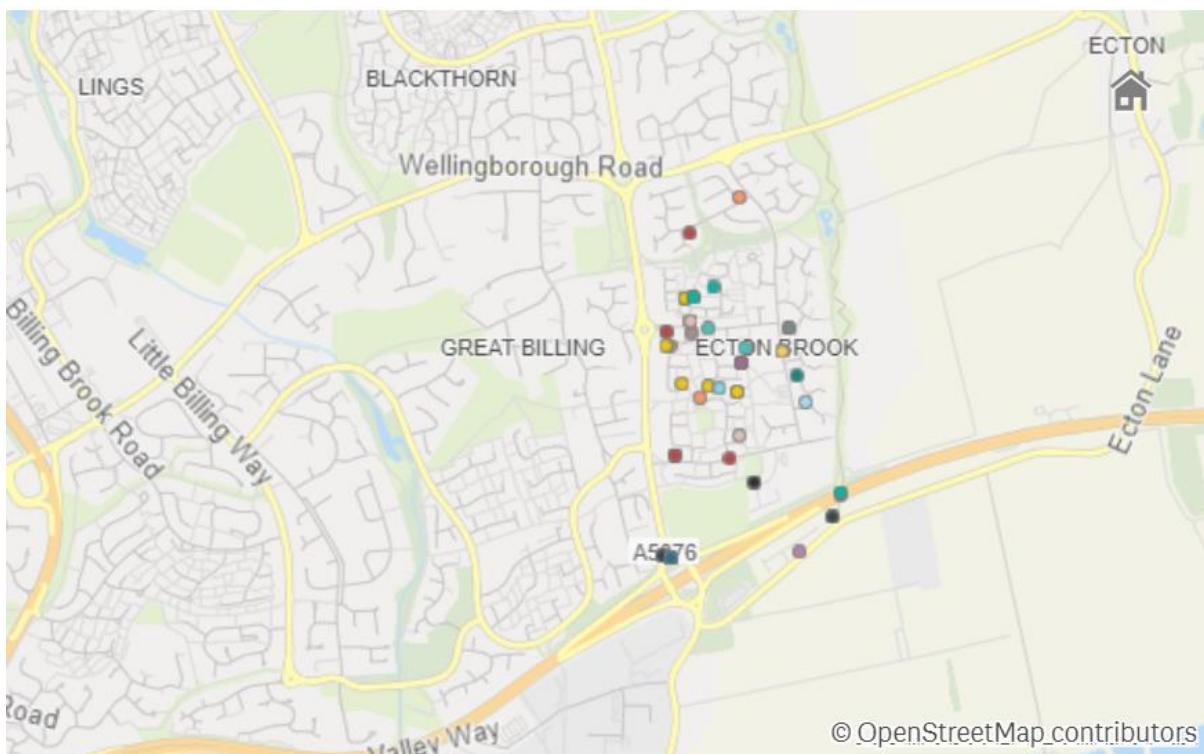 ECTON
LINGS
BLACKTHORN
Wellingborough Road
Billing Brook Road
Little Billing Way
GREAT BILLING
ECTON BROOK
Ecton Lane
A5076
Road
Valley Way
© OpenStreetMap contributors